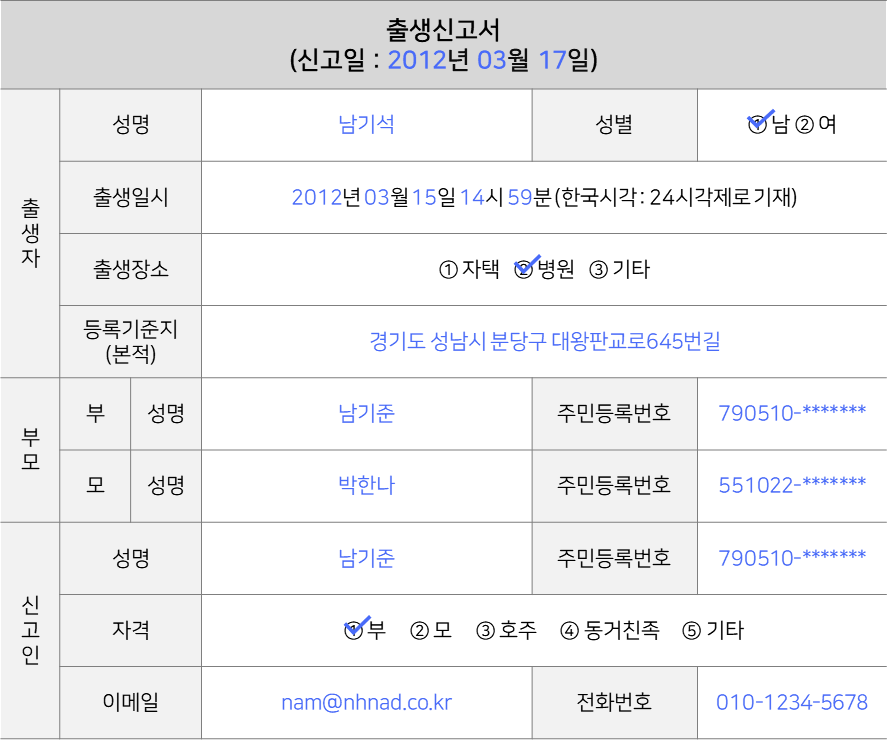 출생신고서
(신고일 : 2012년 03월 17일)
출생자
성명 남기석 성별 ①남 ②여
출생일시 2012년 03월 15일 14시 59분(한국시각 : 24시각제로 기재)
출생장소 ①자택 ②병원 ③기타
등록기준지
(본적)
경기도 성남시 분당구 대왕판교로645번길
부모
부 성명 남기준 주민등록번호 790510-*******
모 성명 박한나 주민등록번호 551022-*******
신고인
성명 남기준 주민등록번호 790510-*******
자격 ①부 ②모 ③호주 ④동거친족 ⑤기타
이메일 nam@nhnad.co.kr 전화번호 010-1234-5678